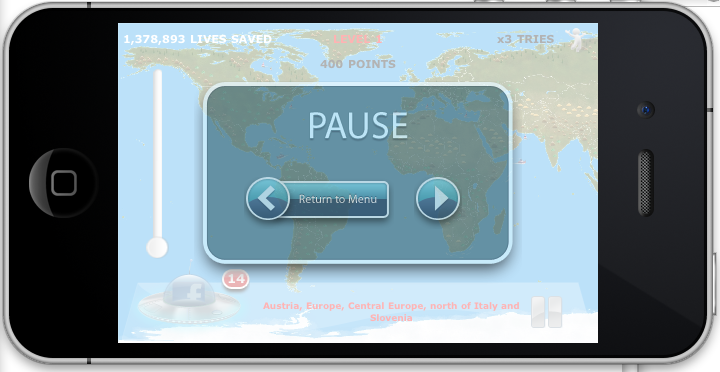 1,378,893 LIVES SAVED
LEVEL 1
x3 TRIES
400 POINTS
PAUSE
Return to Menu
14
f
Austria, Europe, Central Europe, north of Italy and
Slovenia